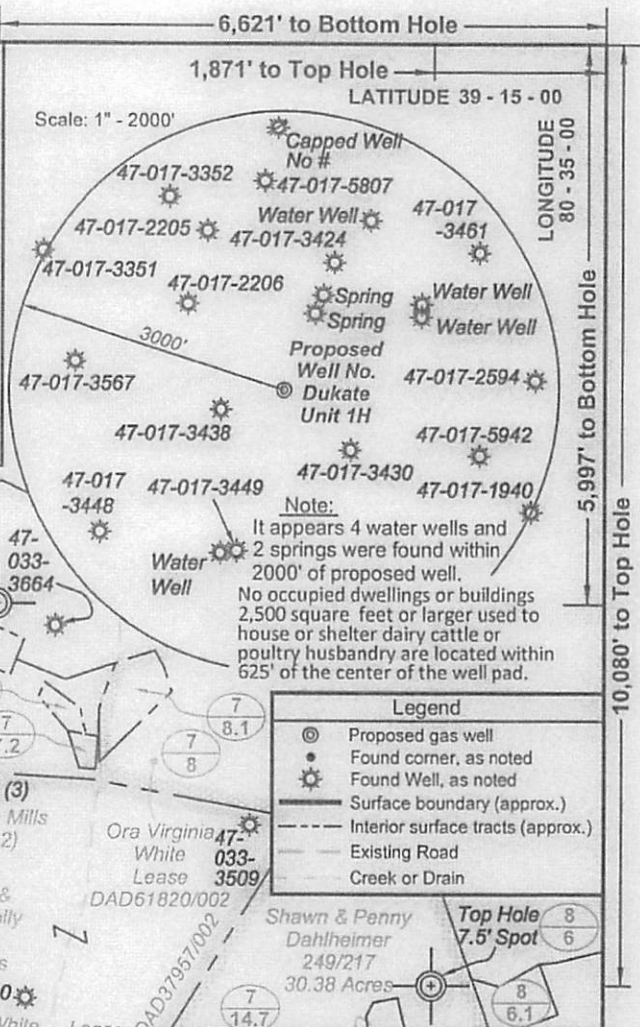 6,621' to Bottom Hole
1,871' to Top Hole
LATITUDE 39 - 15 - 00
LONGITUDE
80 - 35 - 00
Scale: 1" - 2000'
Capped Well
No #
47-017-3352
47-017-5807
47-017
-3461
Water Well
47-017-2205
47-017-3424
47-017-3351
47-017-2206
Spring
Water Well
Spring
Water Well
3000'
Proposed
Well No.
Dukate
Unit 1H
47-017-3567
47-017-2594
47-017-3438
47-017-5942
47-017-3430
47-017
-3448
47-017-3449
47-017-1940
5,997' to Bottom Hole
10,080' to Top Hole
Note:
It appears 4 water wells and
2 springs were found within
2000' of proposed well.
No occupied dwellings or buildings
2,500 square feet or larger used to
house or shelter dairy cattle or
poultry husbandry are located within
625' of the center of the well pad.
Water
Well
47-
033-
3664
7
8.1
7
8
7
.2
Legend
Proposed gas well
Found corner, as noted
Found Well, as noted
Surface boundary (approx.)
Interior surface tracts (approx.)
Existing Road
Creek or Drain
(3)
Mills
2)
Ora Virginia
White
Lease
DAD61820/002
47-
033-
3509
&
lly
s
0
White
Z
DAD37957/002
Shawn & Penny
Dahlheimer
249/217
30.38 Acres
Top Hole
7.5' Spot
8
6
8
6.1
7
14.7